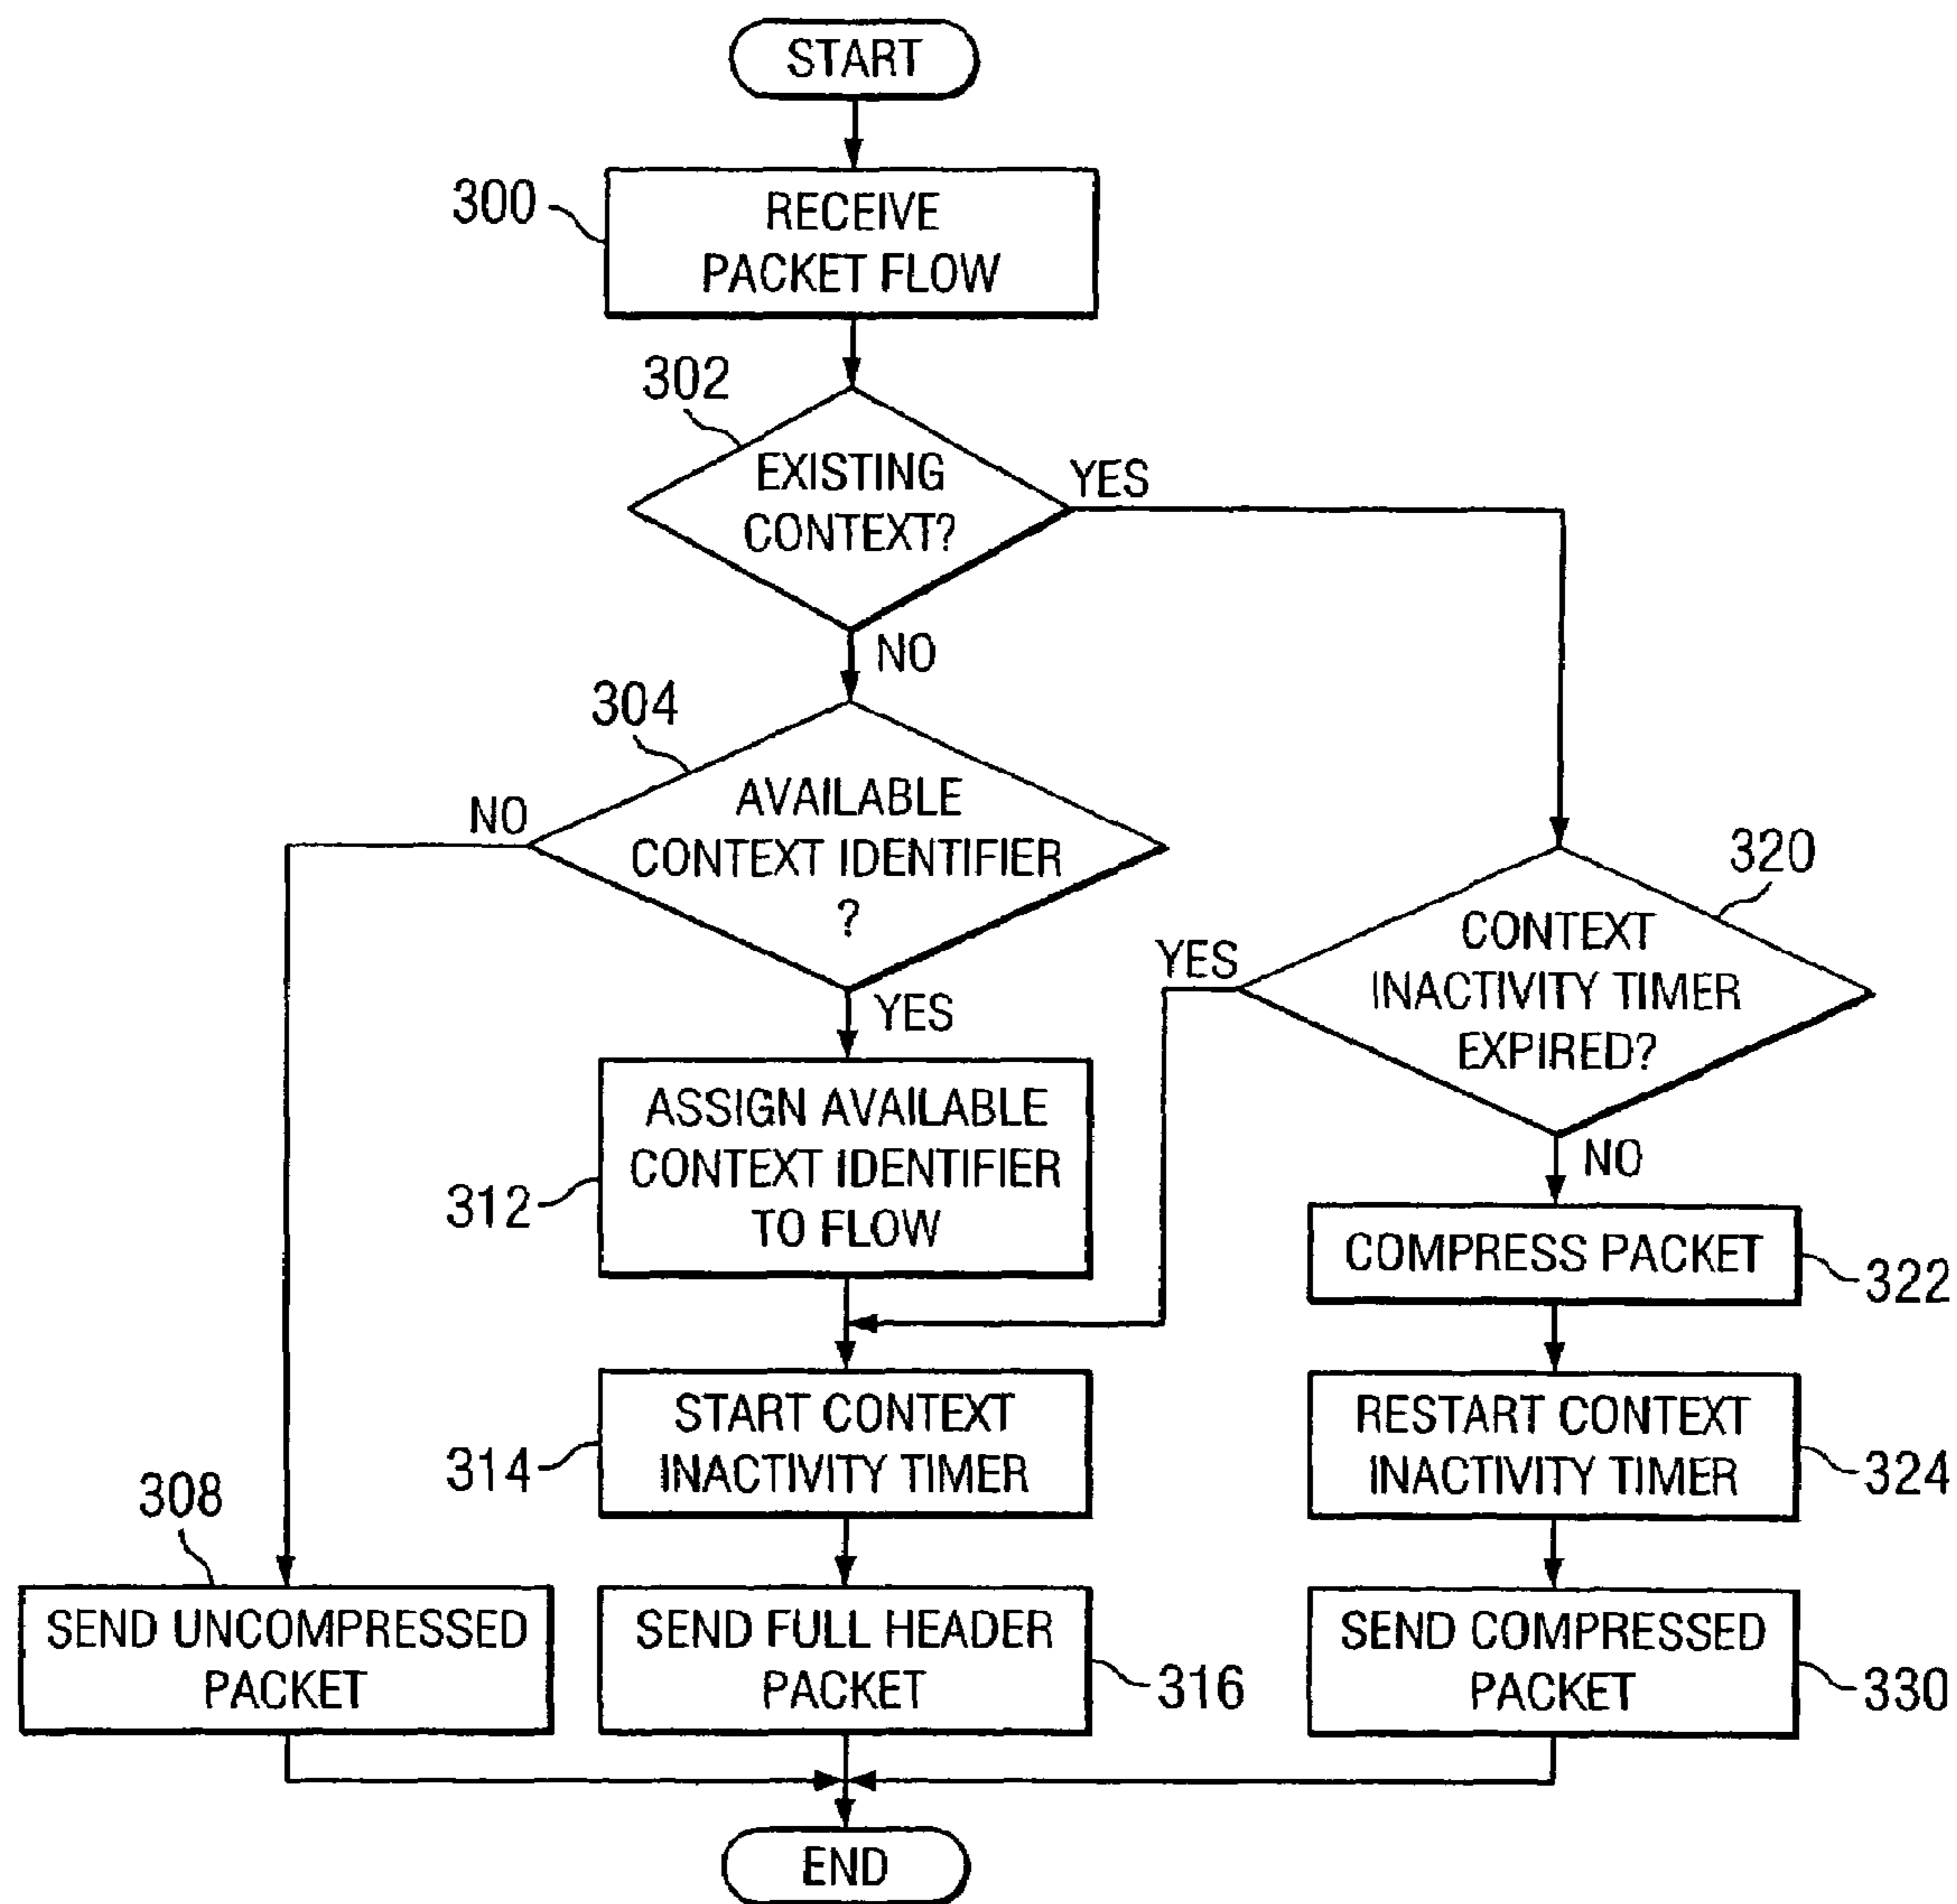 START
300
RECEIVE
PACKET FLOW
302
EXISTING
CONTEXT?
YES
NO
304
AVAILABLE
CONTEXT IDENTIFIER
?
NO
YES
320
CONTEXT
INACTIVITY TIMER
EXPIRED?
YES
NO
312
ASSIGN AVAILABLE
CONTEXT IDENTIFIER
TO FLOW
COMPRESS PACKET
322
314
START CONTEXT
INACTIVITY TIMER
RESTART CONTEXT
INACTIVITY TIMER
324
308
SEND UNCOMPRESSED
PACKET
SEND FULL HEADER
PACKET
316
SEND COMPRESSED
PACKET
330
END